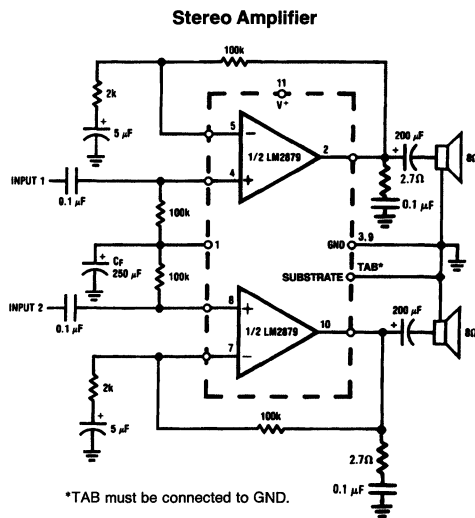 Stereo Amplifier
100k
11
V+
2k
+
5 μF
5
−
1/2 LM2879
2
200 μF
+
8Ω
2.7Ω
0.1 μF
INPUT 1
0.1 μF
4
+
100k
1
GND
3, 9
+
CF
250 μF
100k
SUBSTRATE
TAB*
INPUT 2
0.1 μF
8
+
1/2 LM2879
10
200 μF
+
8Ω
7
−
2k
+
5 μF
100k
2.7Ω
0.1 μF
*TAB must be connected to GND.